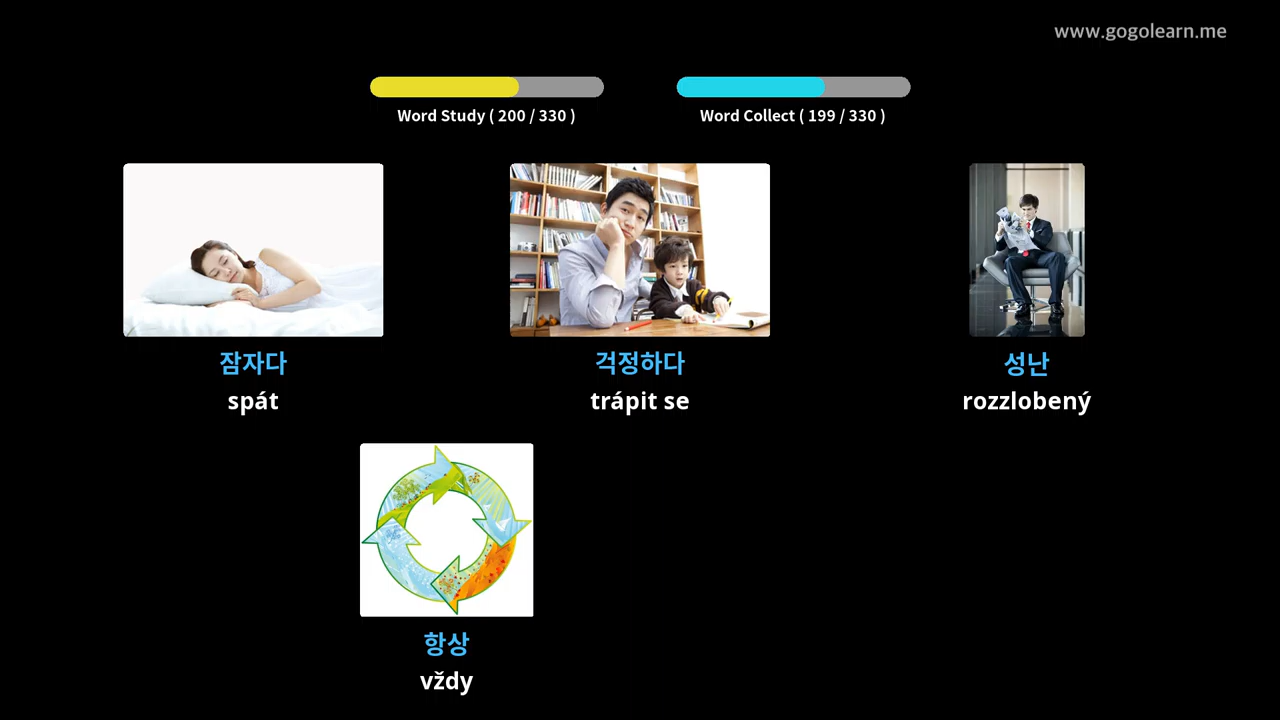 www.gogolearn.me
Word Study ( 200 / 330 )
Word Collect ( 199 / 330 )
잠자다
spát
걱정하다
trápit se
성난
rozzlobený
항상
vždy